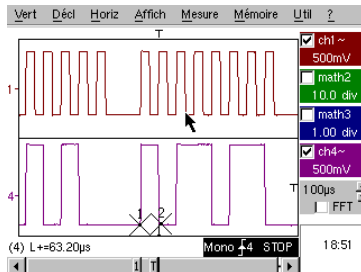 Vert Décl Horiz Affich Mesure Mémoire Util ?
T
ch1~
500mV
math2
10.0 div
math3
1.00 div
ch4~
500mV
100µs
FFT
1-
4-
1 2
T
(4) L+=63.20µs
Mono 4 STOP
18:51
1 T